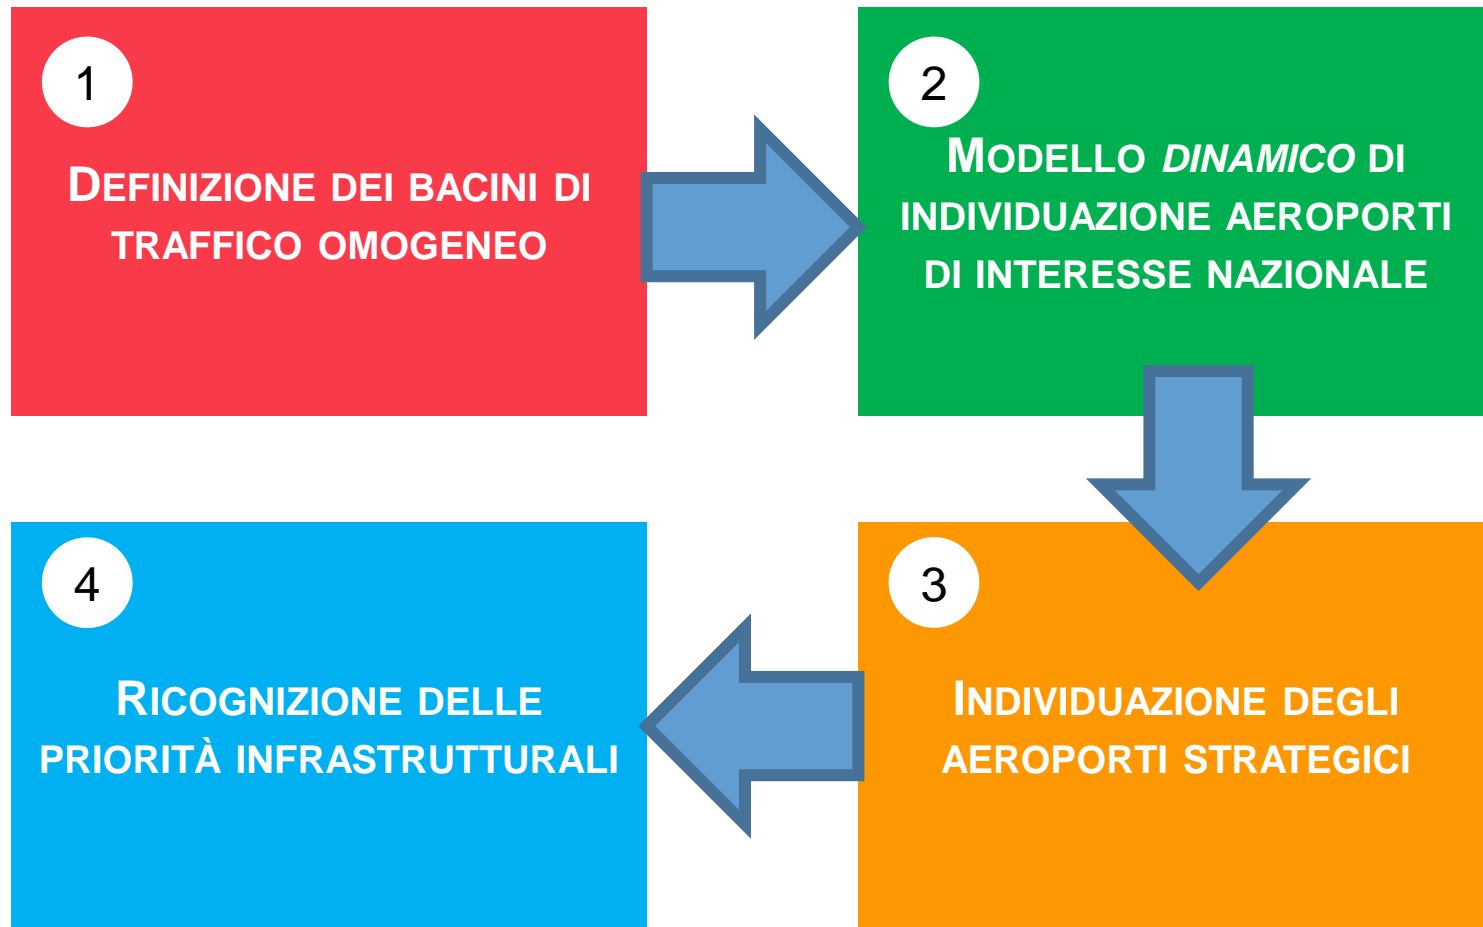 1
DEFINIZIONE DEI BACINI DI
TRAFFICO OMOGENEO
2
MODELLO DINAMICO DI
INDIVIDUAZIONE AEROPORTI
DI INTERESSE NAZIONALE
3
INDIVIDUAZIONE DEGLI
AEROPORTI STRATEGICI
4
RICOGNIZIONE DELLE
PRIORITÀ INFRASTRUTTURALI